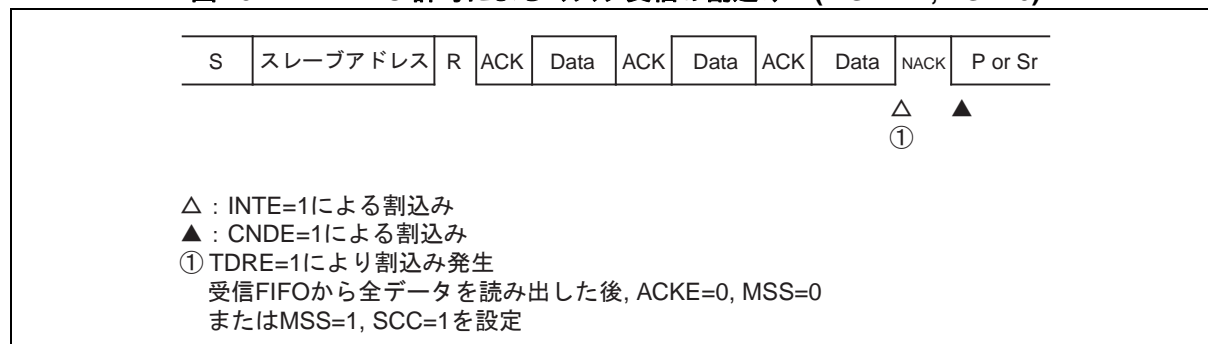 S スレーブアドレス R ACK Data ACK Data ACK Data NACK P or Sr
△ ▲
①
△：INTE=1による割込み
▲：CNDE=1による割込み
① TDRE=1により割込み発生
受信FIFOから全データを読み出した後, ACKE=0, MSS=0
またはMSS=1, SCC=1を設定